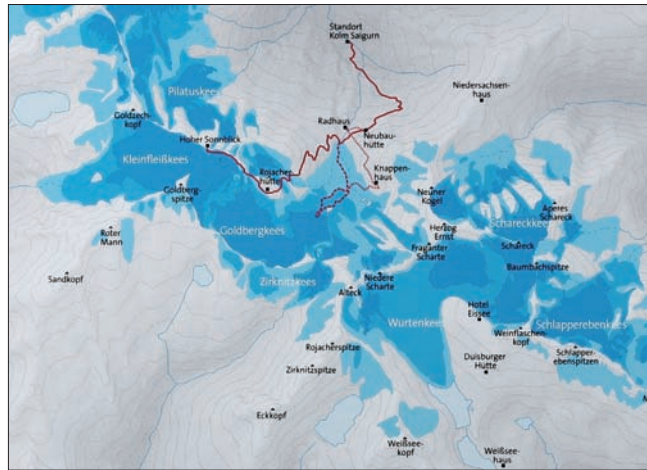 Standort
Kolm Saigurn
Pilatuskees
Niedersachsen-
haus
Goldzech-
kopf
Radhaus
Hoher Sonnblick
Neubau-
hütte
Kleinfleißkees
Rojacher
hütte
Knappen-
haus
Goldberg-
spitze
Neuner
Kogel
Aperes
Schareck
Goldbergkees
Schareckkees
Roter
Mann
Herzog
Ernst
Fraganter
Scharte
Schareck
Sandkopf
Zirknitzkees
Niedere
Scharte
Baumbachspitze
Alteck
Hotel
Eissee
Wurtenkees
Schlapperebenkees
Weinflaschen-
kopf
Rojacherspitze
Duisburger
Hütte
Schlapper-
ebenspitzen
Zirknitzspitze
Eckkopf
Weißsee-
kopf
Weißsee-
haus